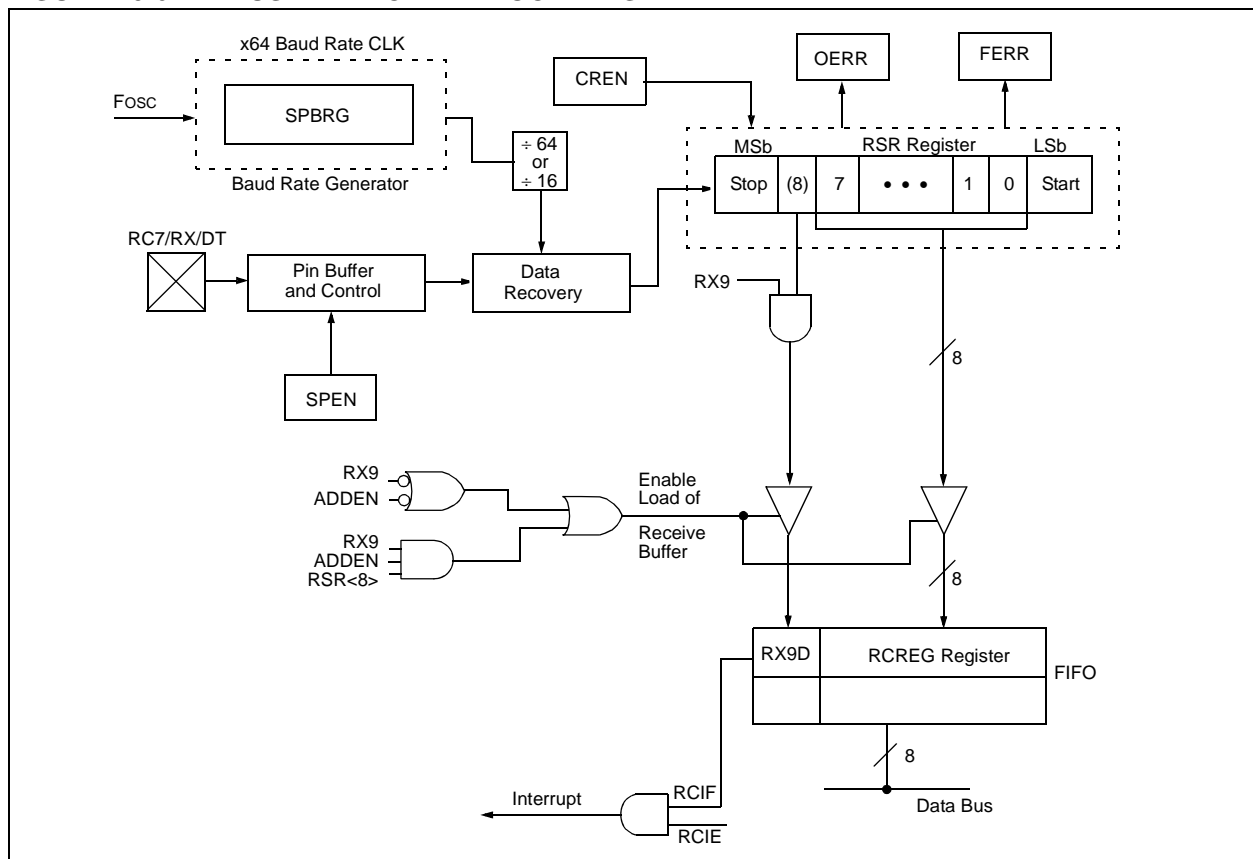 x64 Baud Rate CLK
FOSC
SPBRG
Baud Rate Generator
CREN
OERR
FERR
÷ 64
or
÷ 16
MSb
RSR Register
LSb
Stop
(8)
7
• • •
1
0
Start
RC7/RX/DT
Pin Buffer
and Control
Data
Recovery
RX9
8
SPEN
RX9
ADDEN
RX9
ADDEN
RSR<8>
Enable
Load of
Receive
Buffer
8
RX9D
RCREG Register
FIFO
8
Data Bus
Interrupt
RCIF
RCIE